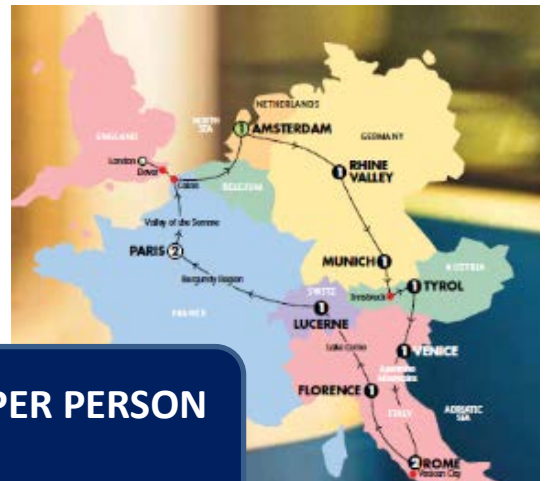 NORTH
SEA
NETHERLANDS
ENGLAND
1 AMSTERDAM
GERMANY
London
Dover
Calais
1
RHINE
VALLEY
BELGIUM
Valley of the Somme
PARIS 2
MUNICH 1
AUSTRIA
1 TYROL
Burgundy Region
Innsbruck
SWITZ
FRANCE
1
LUCERNE
Lake Como
1 VENICE
Apennine
Mountains
FLORENCE 1
ITALY
ADRIATIC
SEA
2 ROME
Vatican City
PER PERSON